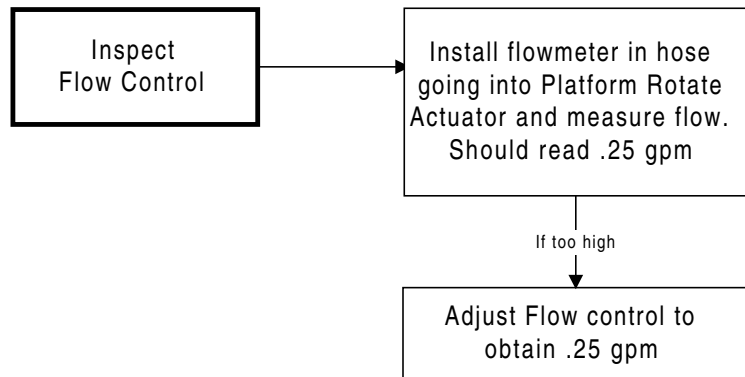 Inspect
Flow Control
Install flowmeter in hose
going into Platform Rotate
Actuator and measure flow.
Should read .25 gpm
If too high
Adjust Flow control to
obtain .25 gpm